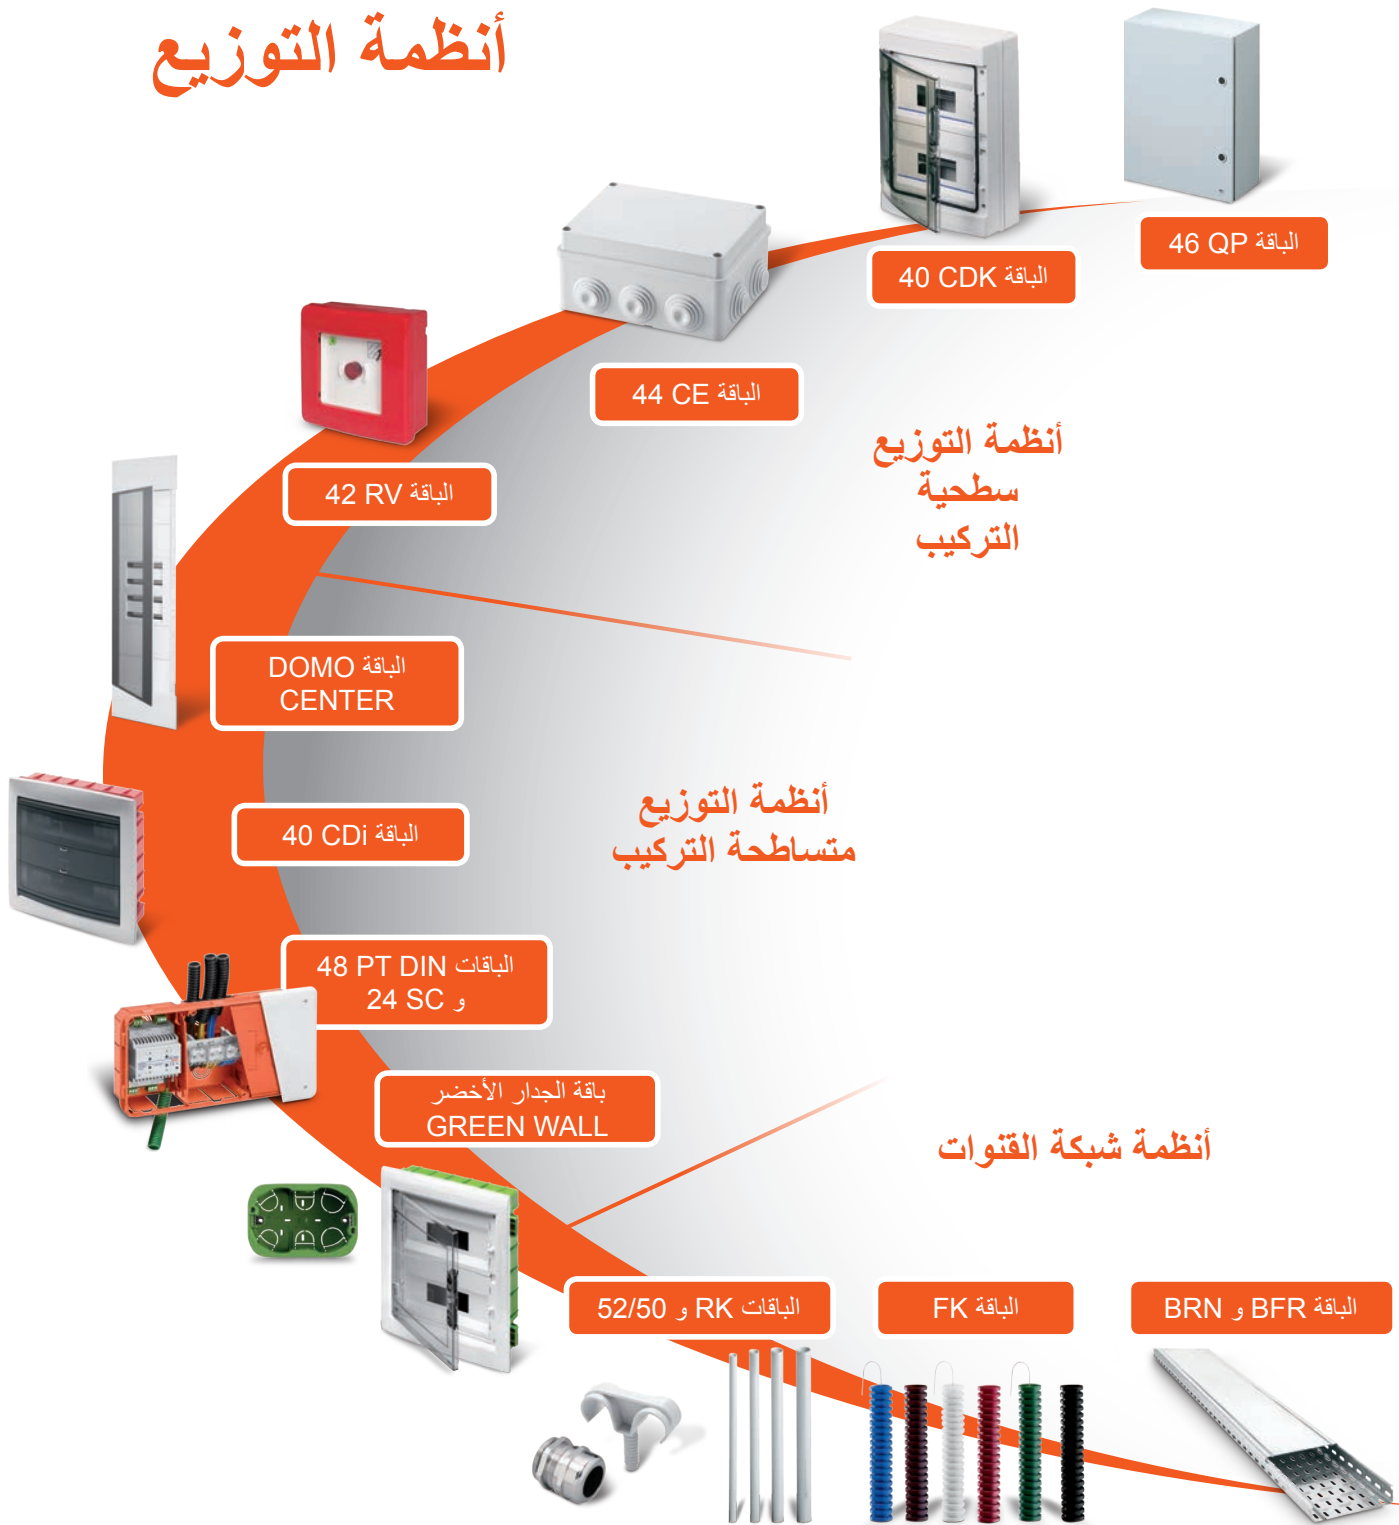 أنظمة التوزيع
الباقة 46 QP
الباقة 40 CDK
الباقة 44 CE
الباقة 42 RV
أنظمة التوزيع
سطحية
التركيب
الباقة DOMO
CENTER
الباقة 40 CDi
أنظمة التوزيع
متساطحة التركيب
الباقات 48 PT DIN
و 24 SC
باقة الجدار الأخضر
GREEN WALL
أنظمة شبكة القنوات
الباقة BFR و BRN
الباقة FK
الباقات RK و 52/50